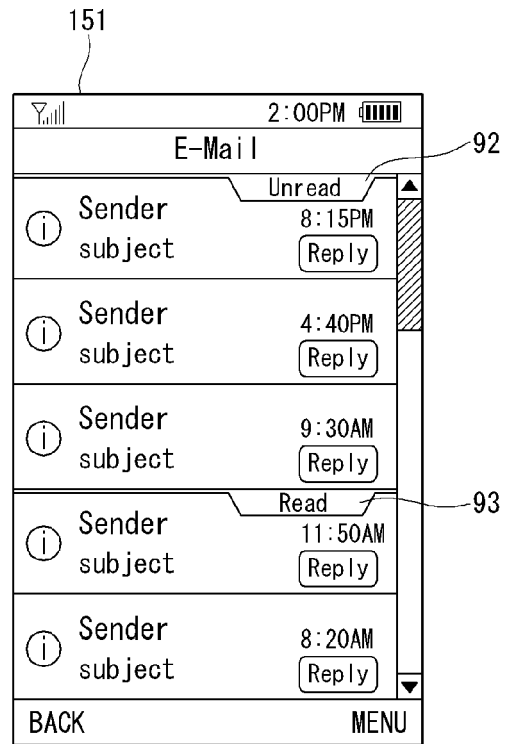 151
2:00PM
E-Mail
92
Unread
Sender
8:15PM
subject
Reply
Sender
4:40PM
subject
Reply
Sender
9:30AM
subject
Reply
Read
93
Sender
11:50AM
subject
Reply
Sender
8:20AM
subject
Reply
BACK
MENU